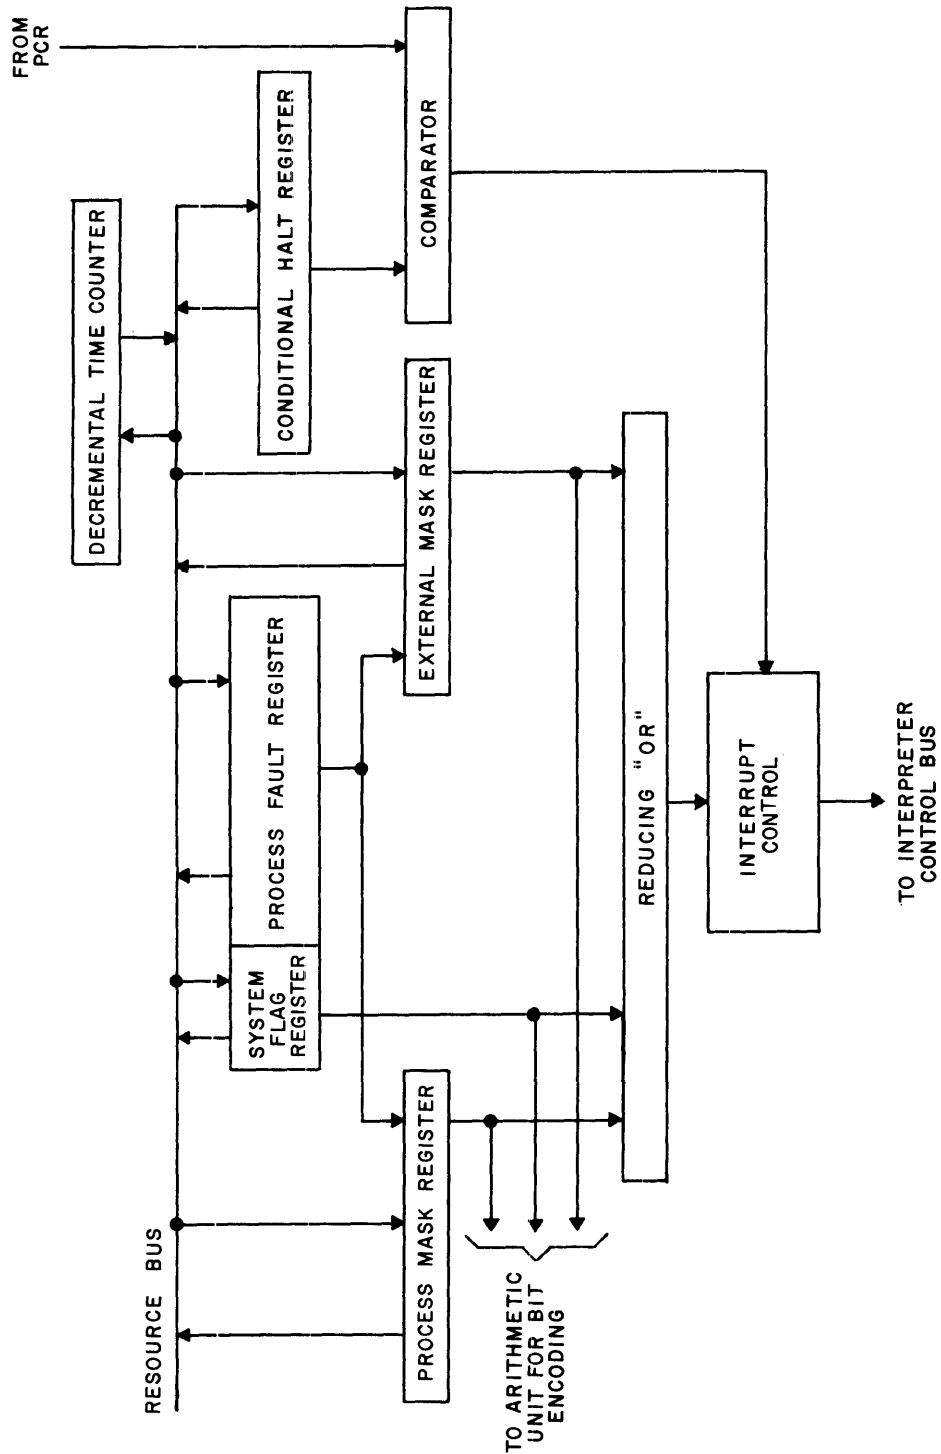 FROM
PCR
DECREMENTAL TIME COUNTER
CONDITIONAL HALT REGISTER
COMPARATOR
RESOURCE BUS
SYSTEM
FLAG
REGISTER
PROCESS FAULT REGISTER
PROCESS MASK REGISTER
EXTERNAL MASK REGISTER
TO ARITHMETIC
UNIT FOR BIT
ENCODING
REDUCING "OR"
INTERRUPT
CONTROL
TO INTERPRETER
CONTROL BUS